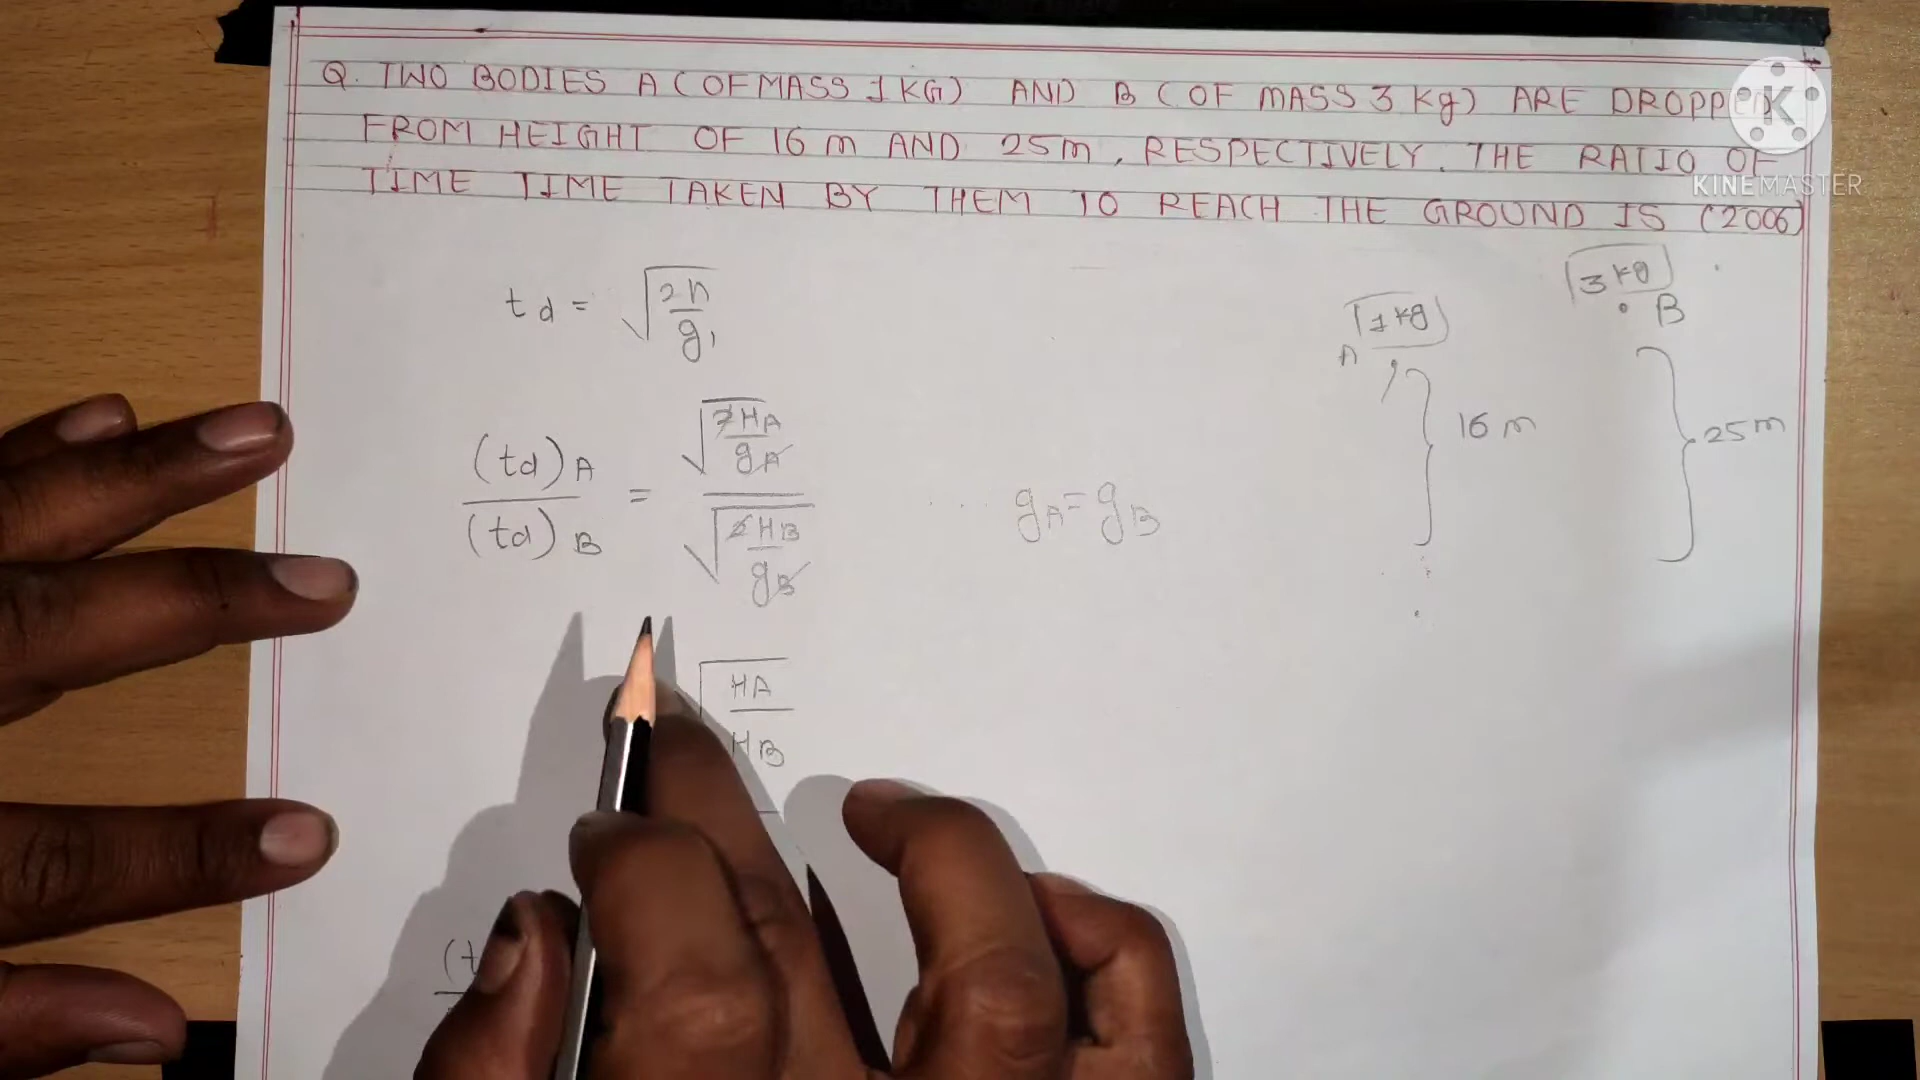 Q. TWO BODIES A (OF MASS 1 KG) AND B (OF MASS 3 Kg) ARE DROPPED
FROM HEIGHT OF 16 m AND 25m, RESPECTIVELY. THE RATIO OF
TIME TIME TAKEN BY THEM TO REACH THE GROUND IS (2006)
K
KINEMASTER
td = √(2h/g)
1 kg
A
3 kg
B
16 m
25 m
(td)A / (td)B = √(2HA/gA) / √(2HB/gB) ... gA = gB
√(HA/HB)
(t